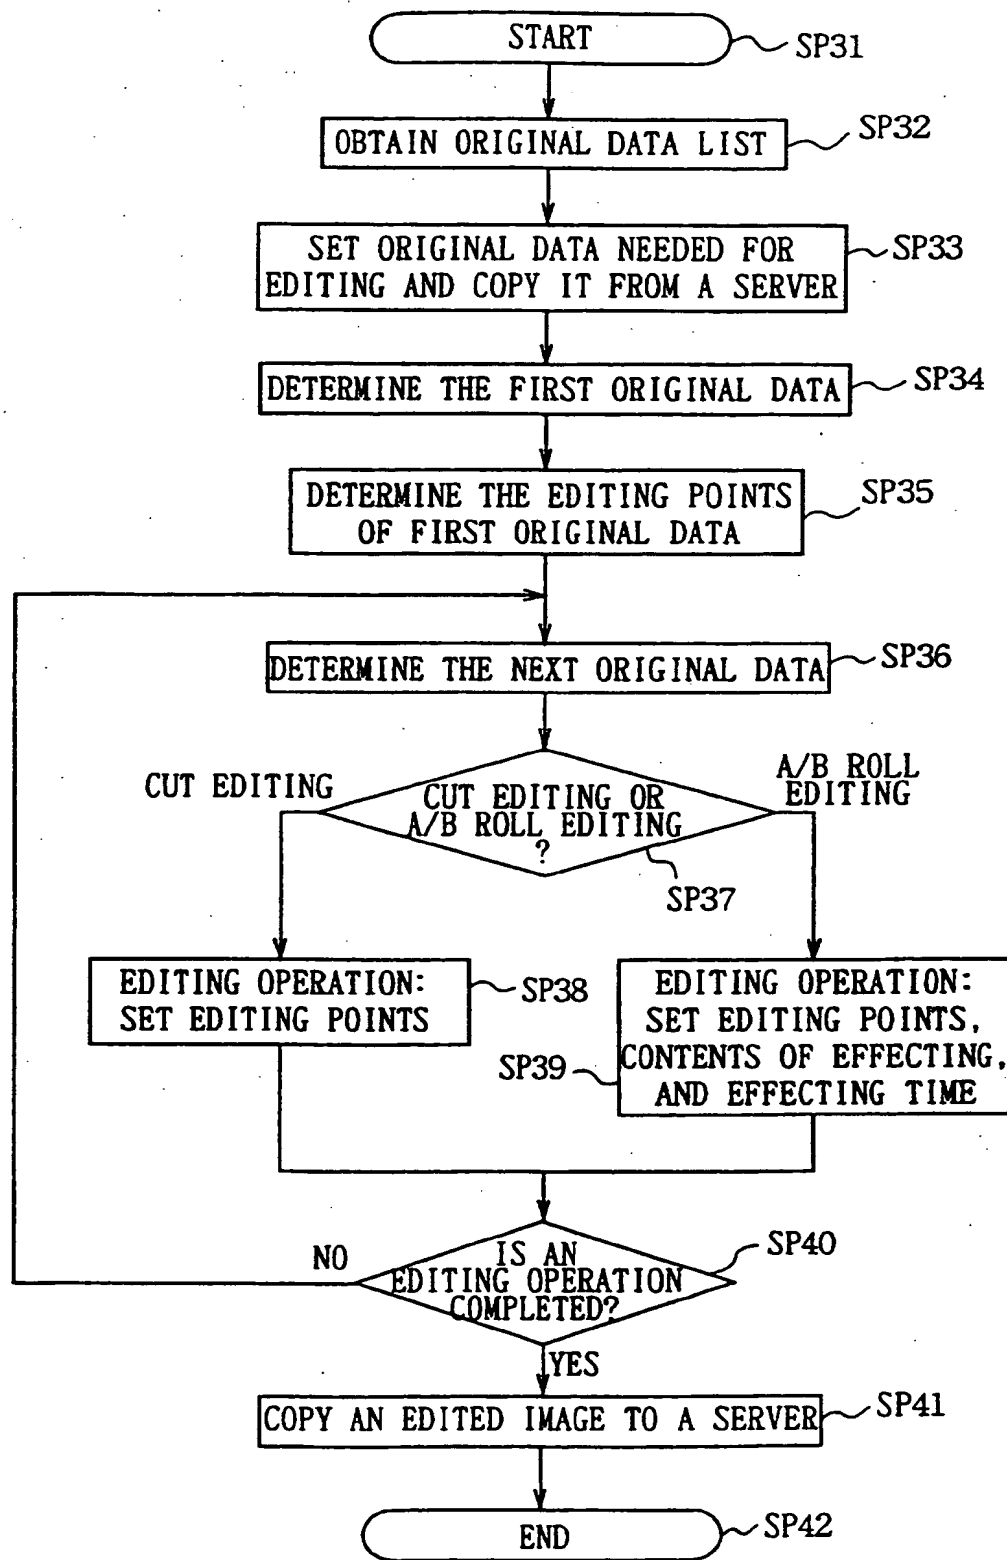 START
SP31
OBTAIN ORIGINAL DATA LIST
SP32
SET ORIGINAL DATA NEEDED FOR
EDITING AND COPY IT FROM A SERVER
SP33
DETERMINE THE FIRST ORIGINAL DATA
SP34
DETERMINE THE EDITING POINTS
OF FIRST ORIGINAL DATA
SP35
DETERMINE THE NEXT ORIGINAL DATA
SP36
CUT EDITING
CUT EDITING OR
A/B ROLL EDITING
?
A/B ROLL
EDITING
SP37
EDITING OPERATION:
SET EDITING POINTS
SP38
EDITING OPERATION:
SET EDITING POINTS,
CONTENTS OF EFFECTING,
AND EFFECTING TIME
SP39
NO
IS AN
EDITING OPERATION
COMPLETED?
SP40
YES
COPY AN EDITED IMAGE TO A SERVER
SP41
END
SP42